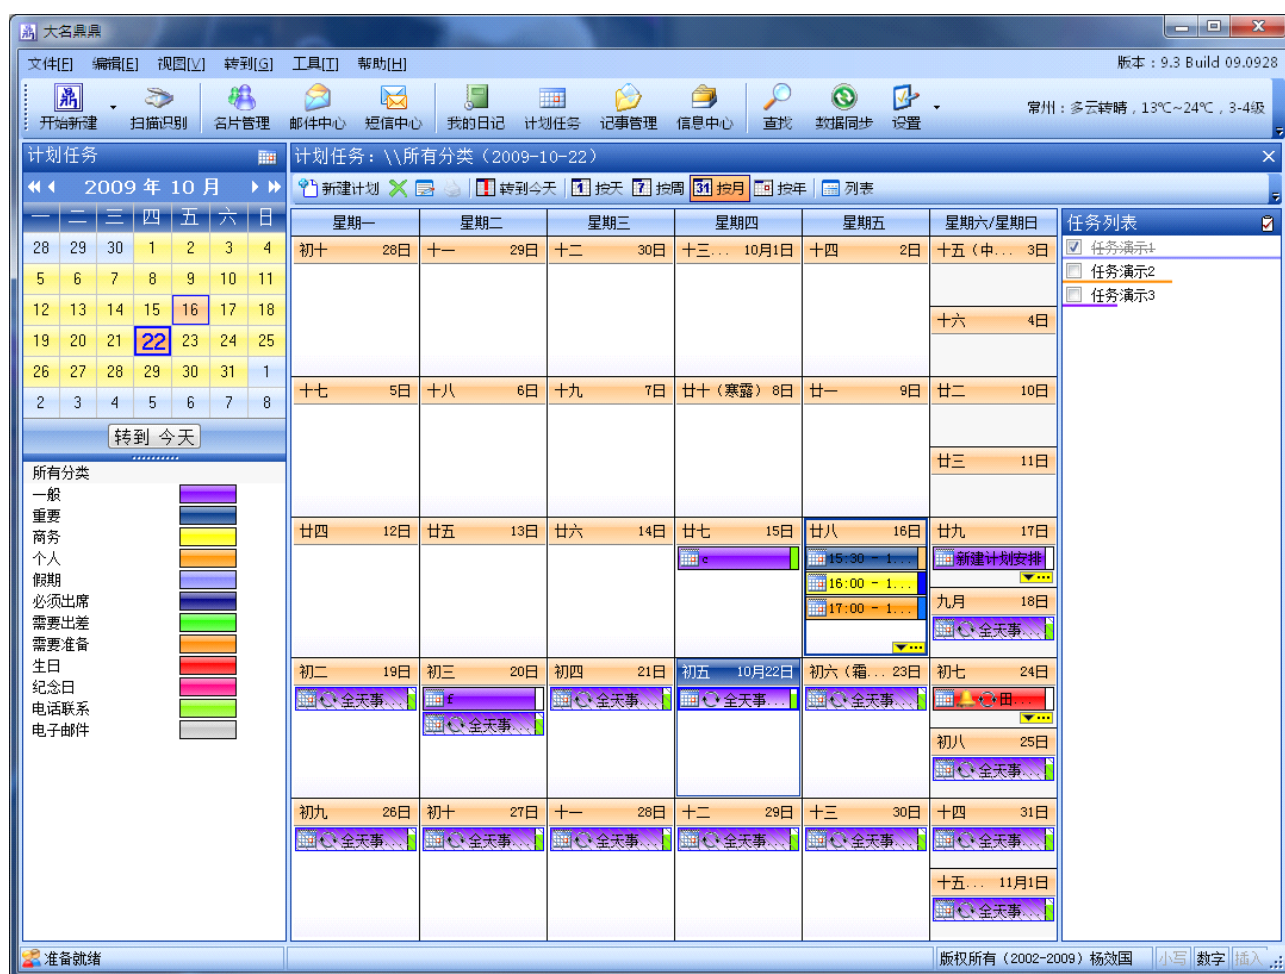 大名鼎鼎
文件[F] 编辑[E] 视图[V] 转到[G] 工具[T] 帮助[H] 版本：9.3 Build 09.0928
开始新建 扫描识别 名片管理 邮件中心 短信中心 我的日记 计划任务 记事管理 信息中心 查找 数据同步 设置 常州：多云转晴，13℃~24℃，3-4级
计划任务 计划任务：\\所有分类（2009-10-22）
2009 年 10 月
新建计划 转到今天 1 按天 7 按周 31 按月 按年 列表
一 二 三 四 五 六 日
28 29 30 1 2 3 4
5 6 7 8 9 10 11
12 13 14 15 16 17 18
19 20 21 22 23 24 25
26 27 28 29 30 31 1
2 3 4 5 6 7 8
转到 今天
所有分类
一般
重要
商务
个人
假期
必须出席
需要出差
需要准备
生日
纪念日
电话联系
电子邮件
星期一 星期二 星期三 星期四 星期五 星期六/星期日
初十 28日 十一 29日 十二 30日 十三... 10月1日 十四 2日 十五（中... 3日
十六 4日
十七 5日 十八 6日 十九 7日 廿十（寒露） 8日 廿一 9日 廿二 10日
廿三 11日
廿四 12日 廿五 13日 廿六 14日 廿七 15日 廿八 16日 廿九 17日
c 15:30 - 1... 新建计划安排
16:00 - 1...
17:00 - 1... 九月 18日
全天事...
初二 19日 初三 20日 初四 21日 初五 10月22日 初六（霜... 23日 初七 24日
全天事... f 全天事... 全天事... 全天事... 田...
全天事...
初八 25日
全天事...
初九 26日 初十 27日 十一 28日 十二 29日 十三 30日 十四 31日
全天事... 全天事... 全天事... 全天事... 全天事... 全天事...
十五... 11月1日
全天事...
任务列表
任务演示1
任务演示2
任务演示3
准备就绪 版权所有（2002-2009）杨效国 小写 数字 插入